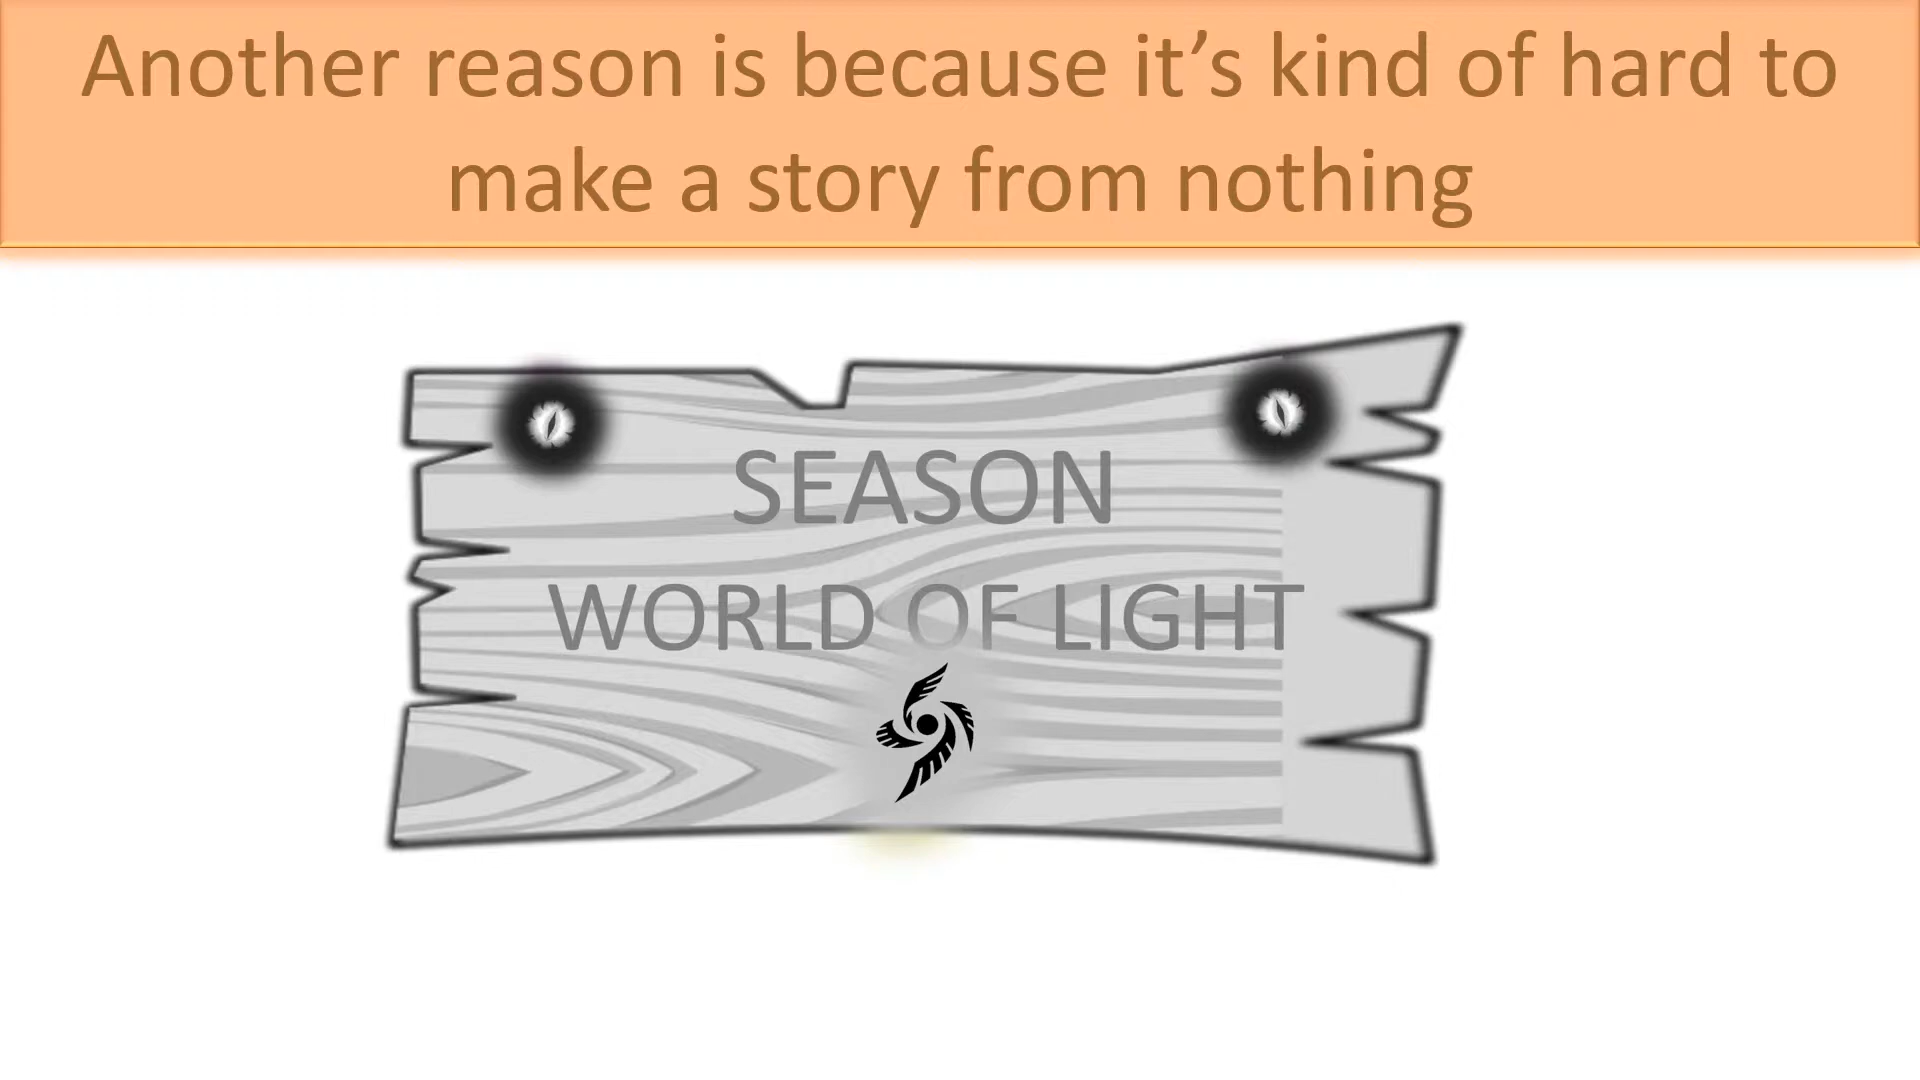 Another reason is because it’s kind of hard to
make a story from nothing
SEASON
WORLD OF LIGHT